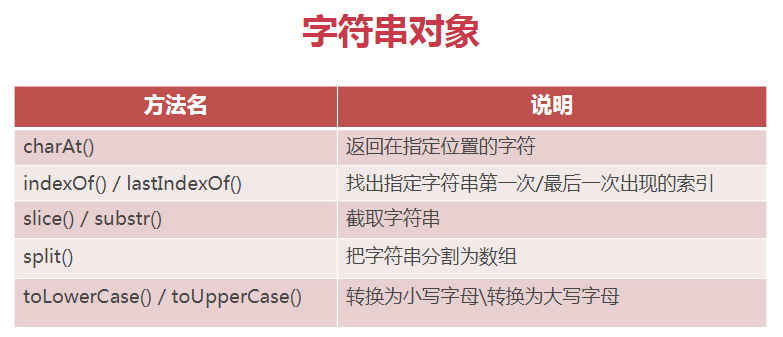 字符串对象
方法名 说明
charAt() 返回在指定位置的字符
indexOf() / lastIndexOf() 找出指定字符串第一次/最后一次出现的索引
slice() / substr() 截取字符串
split() 把字符串分割为数组
toLowerCase() / toUpperCase() 转换为小写字母\转换为大写字母